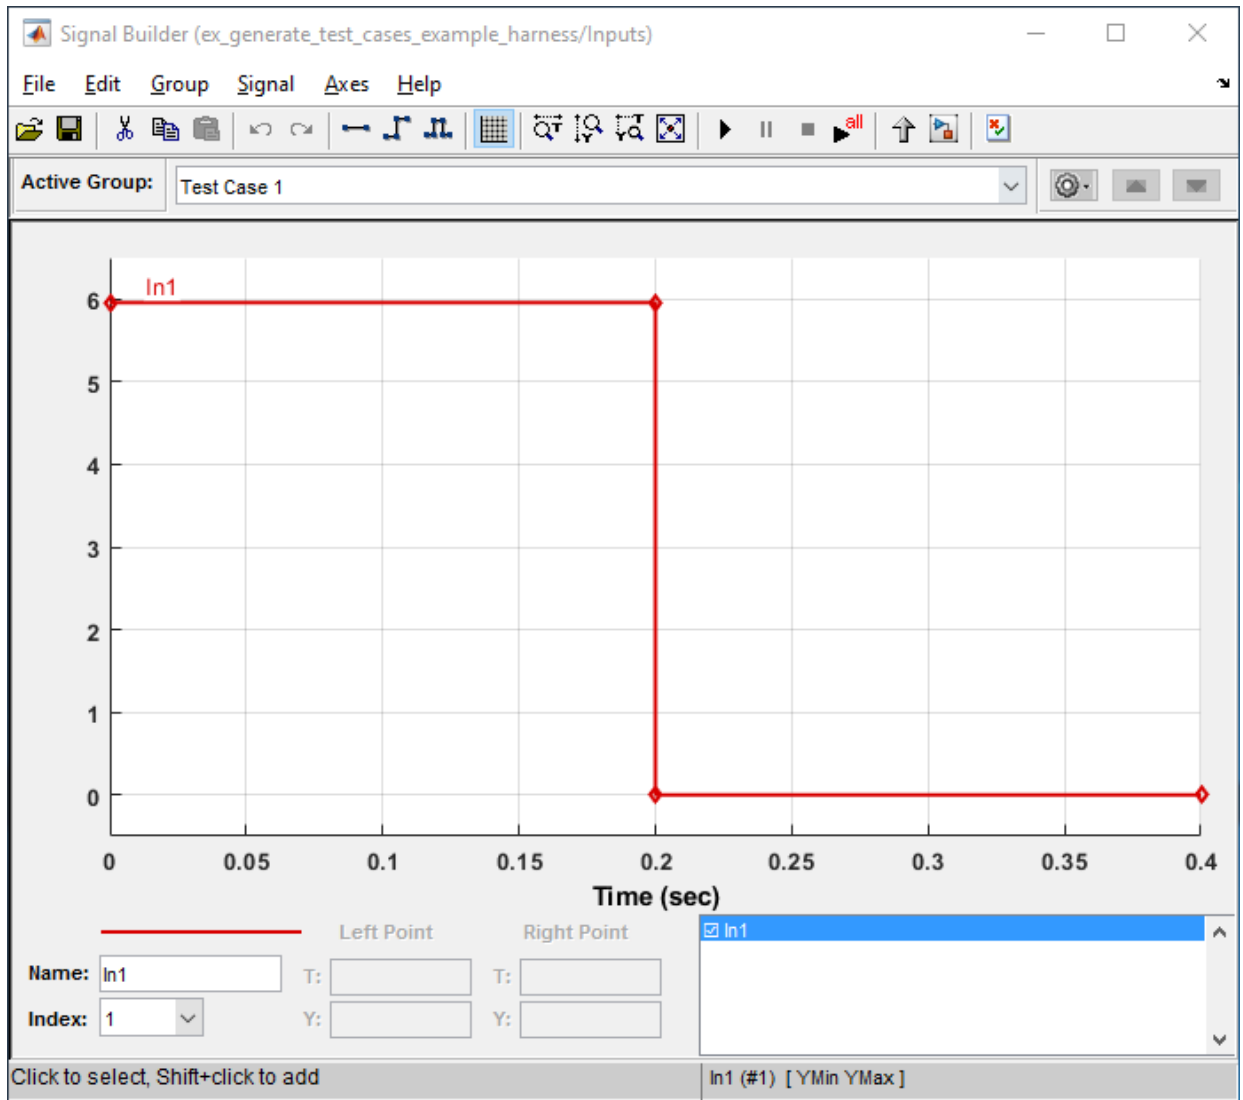 Signal Builder (ex_generate_test_cases_example_harness/Inputs)
File Edit Group Signal Axes Help
all
Active Group: Test Case 1
In1
6
5
4
3
2
1
0
0 0.05 0.1 0.15 0.2 0.25 0.3 0.35 0.4
Time (sec)
Left Point Right Point In1
Name: In1 T: T:
Index: 1 Y: Y:
Click to select, Shift+click to add In1 (#1) [ YMin YMax ]